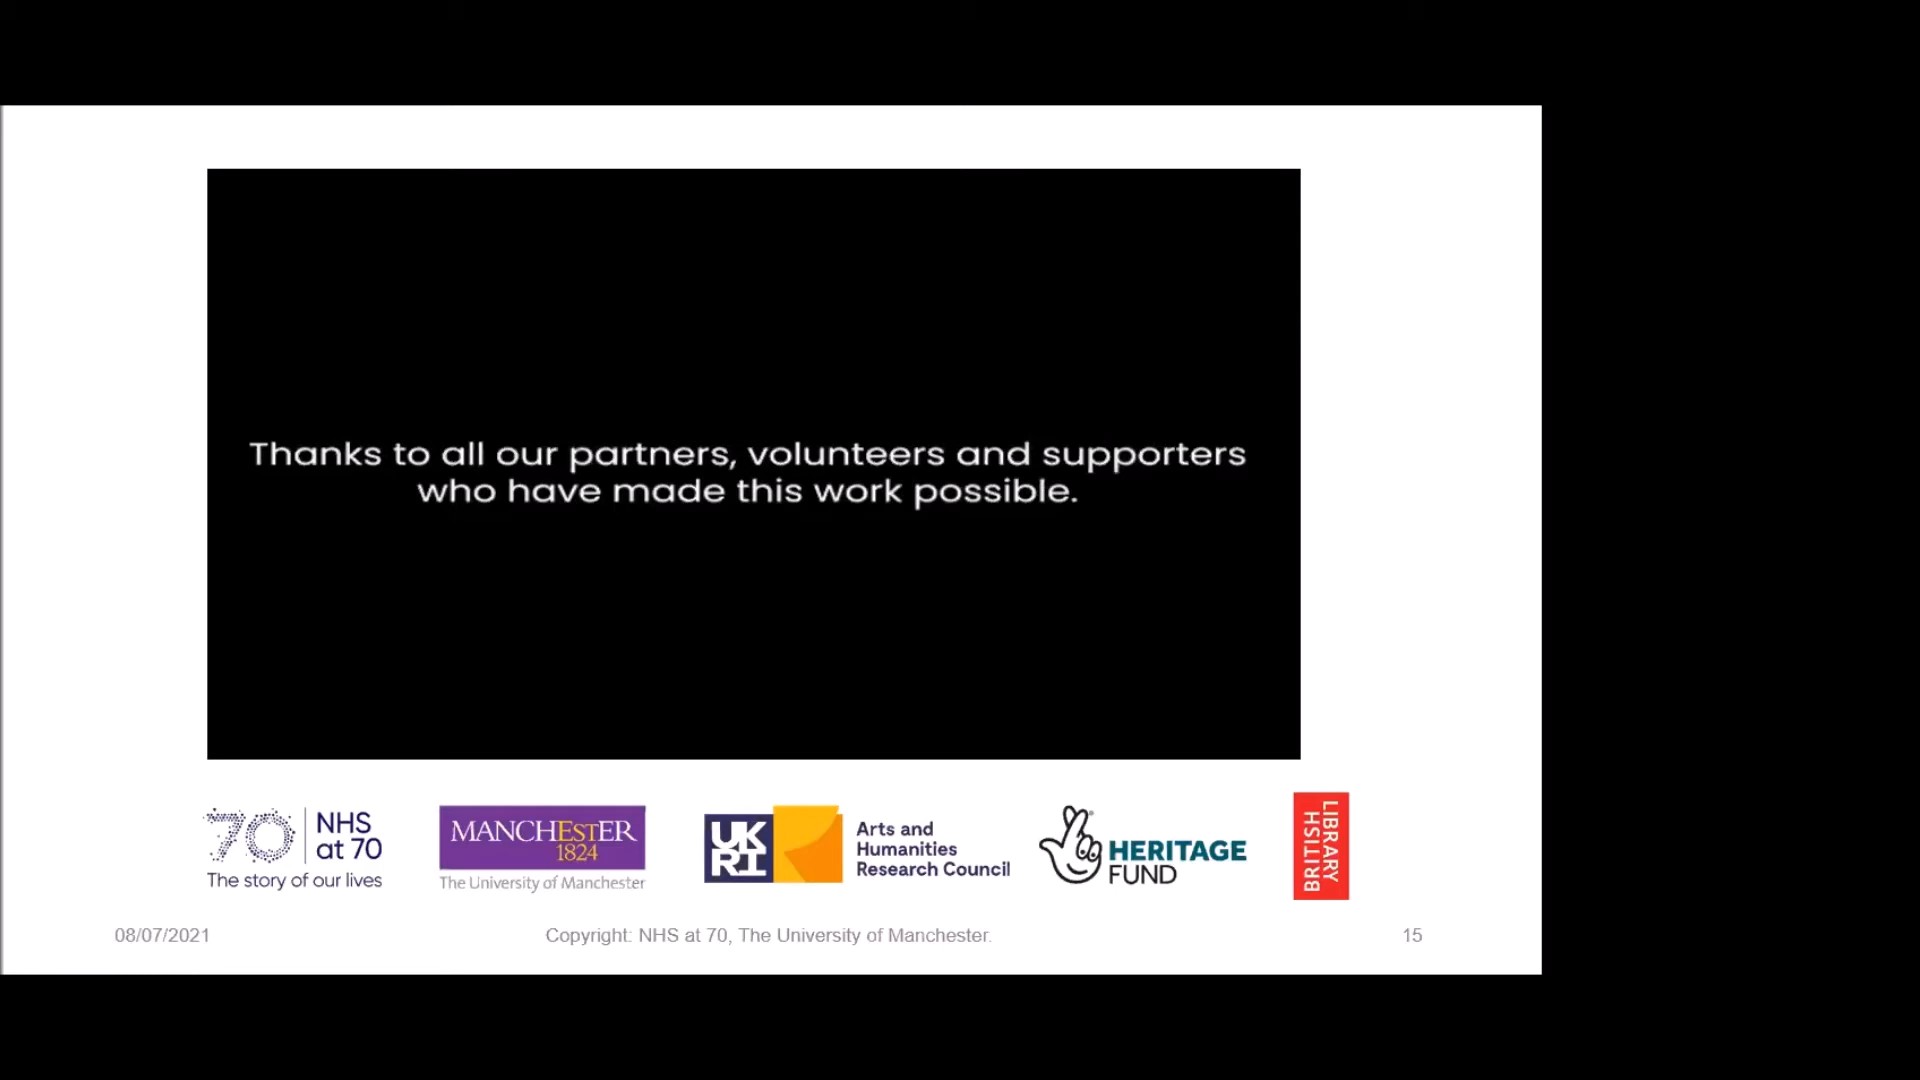 Thanks to all our partners, volunteers and supporters
who have made this work possible.
70
NHS
at 70
The story of our lives
MANCHESTER
1824
The University of Manchester
UK
RI
Arts and
Humanities
Research Council
HERITAGE
FUND
BRITISH
LIBRARY
08/07/2021
Copyright: NHS at 70, The University of Manchester.
15